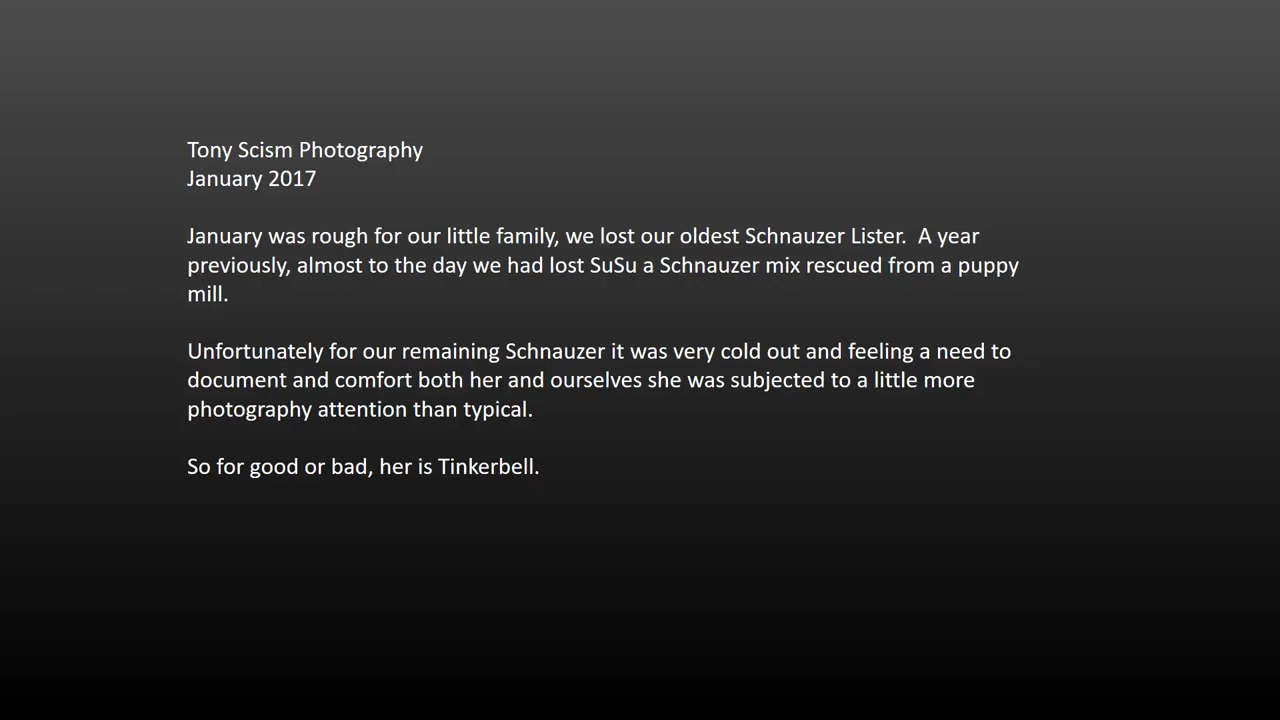 Tony Scism Photography
January 2017
January was rough for our little family, we lost our oldest Schnauzer Lister.  A year
previously, almost to the day we had lost SuSu a Schnauzer mix rescued from a puppy
mill.
Unfortunately for our remaining Schnauzer it was very cold out and feeling a need to
document and comfort both her and ourselves she was subjected to a little more
photography attention than typical.
So for good or bad, her is Tinkerbell.